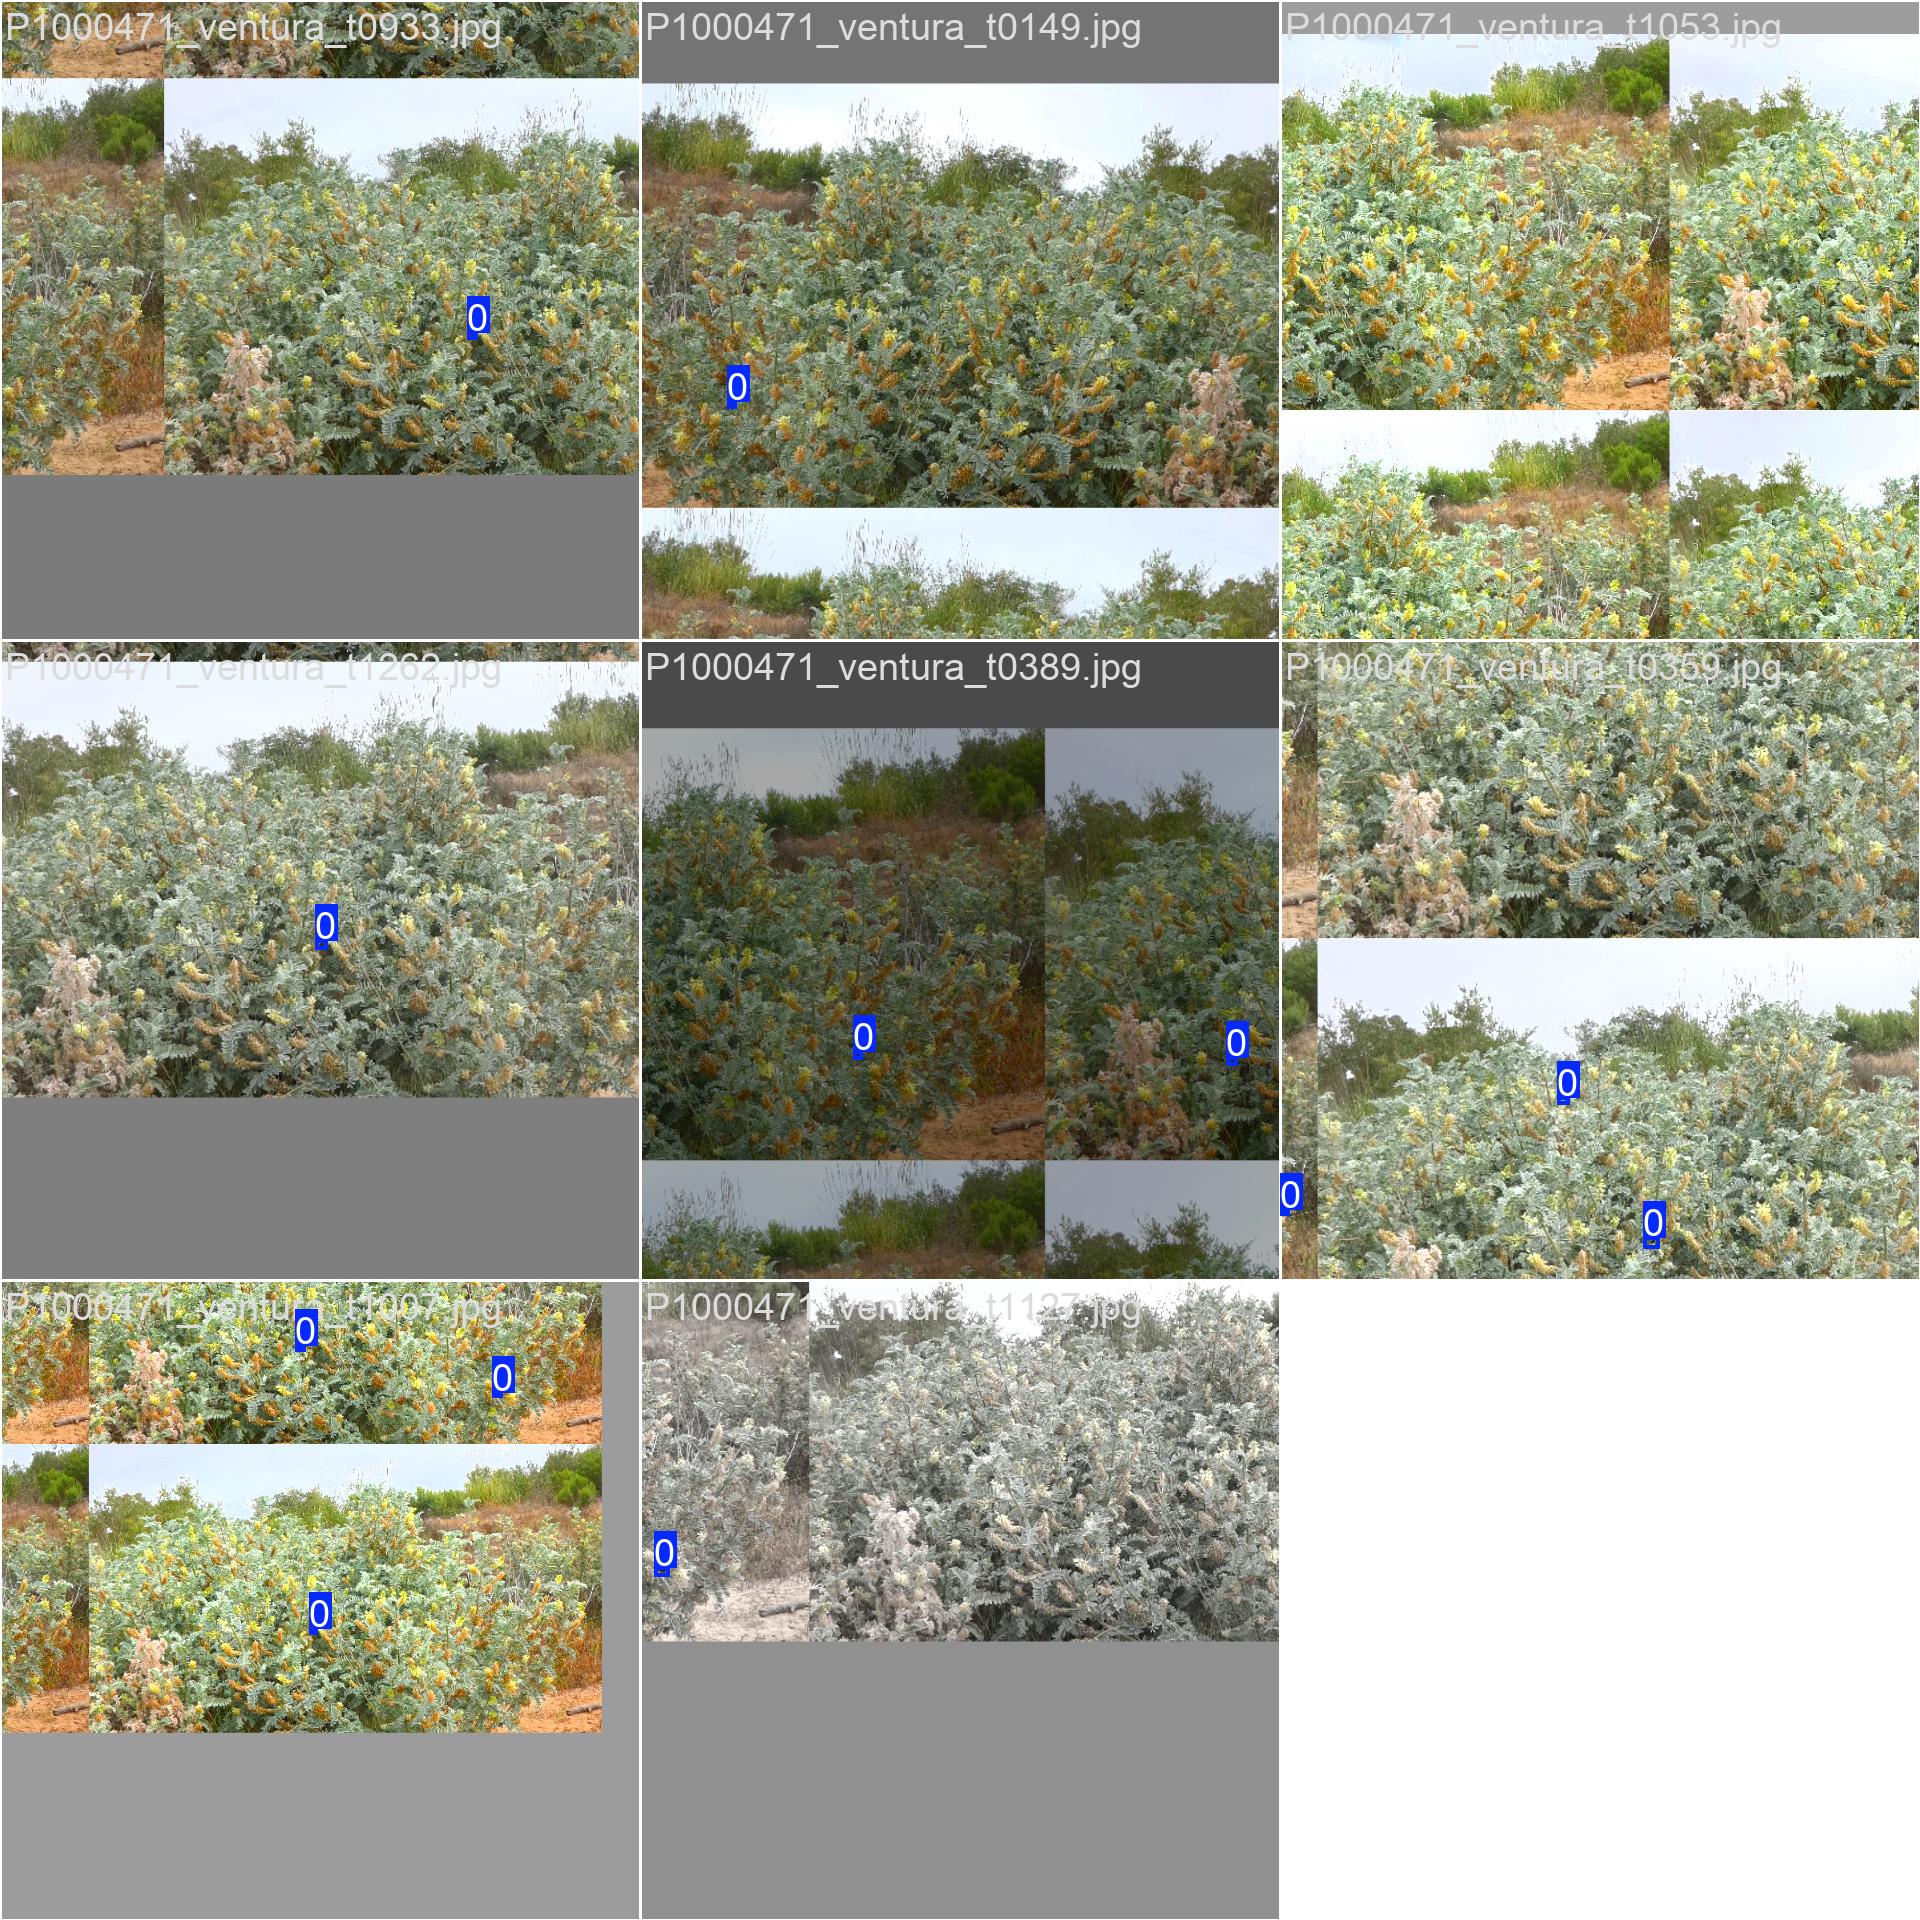 P1000471_ventura_t0933.jpg
P1000471_ventura_t0149.jpg
P1000471_ventura_t1053.jpg
0
0
P1000471_ventura_t1262.jpg
P1000471_ventura_t0389.jpg
P1000471_ventura_t0359.jpg
0
0
0
0
0
0
P1000471_ventura_t1007.jpg
P1000471_ventura_t1127.jpg
0
0
0
0